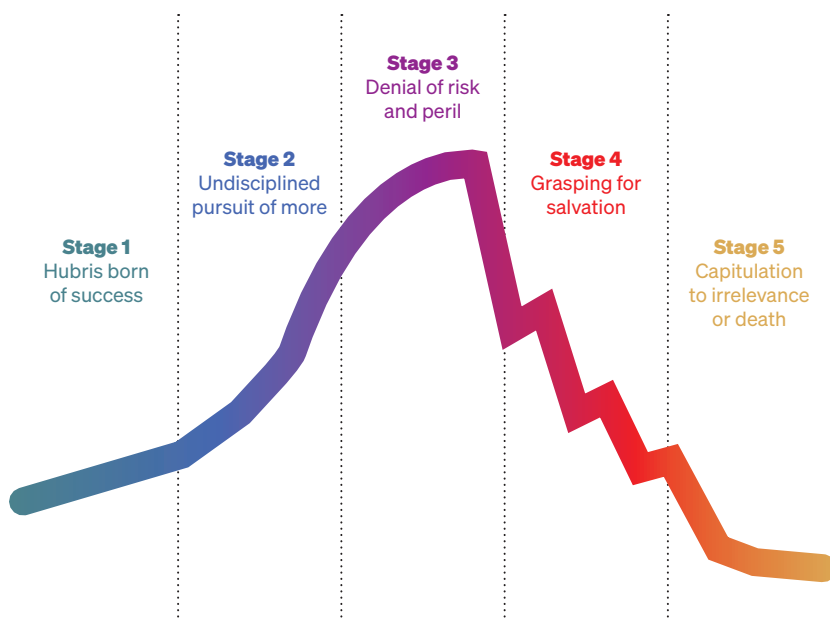 Stage 1
Hubris born
of success
Stage 2
Undisciplined
pursuit of more
Stage 3
Denial of risk
and peril
Stage 4
Grasping for
salvation
Stage 5
Capitulation
to irrelevance
or death